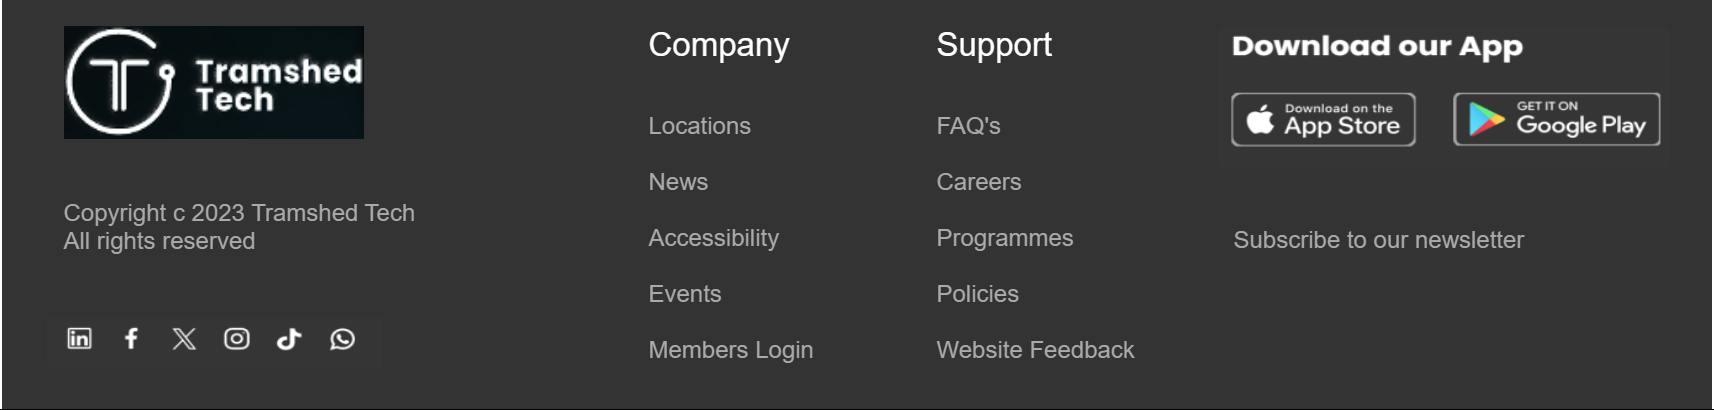 Tramshed
Tech
Copyright c 2023 Tramshed Tech
All rights reserved
Company
Locations
News
Accessibility
Events
Members Login
Support
FAQ's
Careers
Programmes
Policies
Website Feedback
Download our App
Download on the
App Store
GET IT ON
Google Play
Subscribe to our newsletter